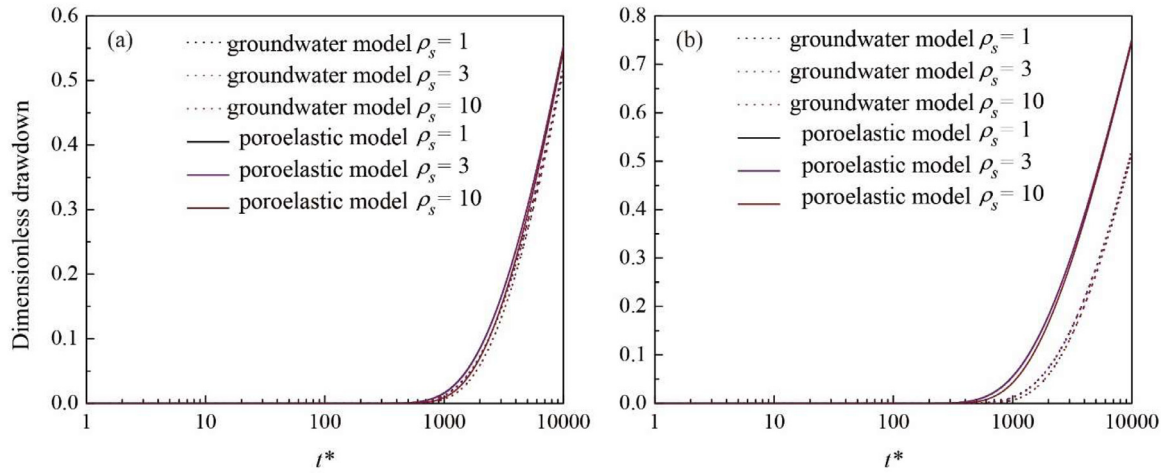 (a)
groundwater model ρs = 1
groundwater model ρs = 3
groundwater model ρs = 10
poroelastic model ρs = 1
poroelastic model ρs = 3
poroelastic model ρs = 10
Dimensionless drawdown
0.6
0.5
0.4
0.3
0.2
0.1
0.0
1 10 100 1000 10000
t*
(b)
groundwater model ρs = 1
groundwater model ρs = 3
groundwater model ρs = 10
poroelastic model ρs = 1
poroelastic model ρs = 3
poroelastic model ρs = 10
0.8
0.7
0.6
0.5
0.4
0.3
0.2
0.1
0.0
1 10 100 1000 10000
t*